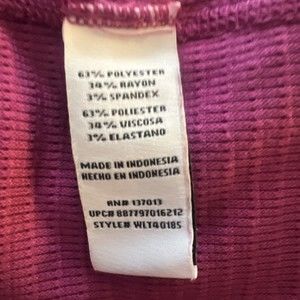 63% POLYESTER
34% RAYON
3% SPANDEX
63% POLIESTER
34% VISCOSA
3% ELASTANO
MADE IN INDONESIA
HECHO EN INDONESIA
RN# 137013
UPC# 887797016212
STYLE# WLT40185